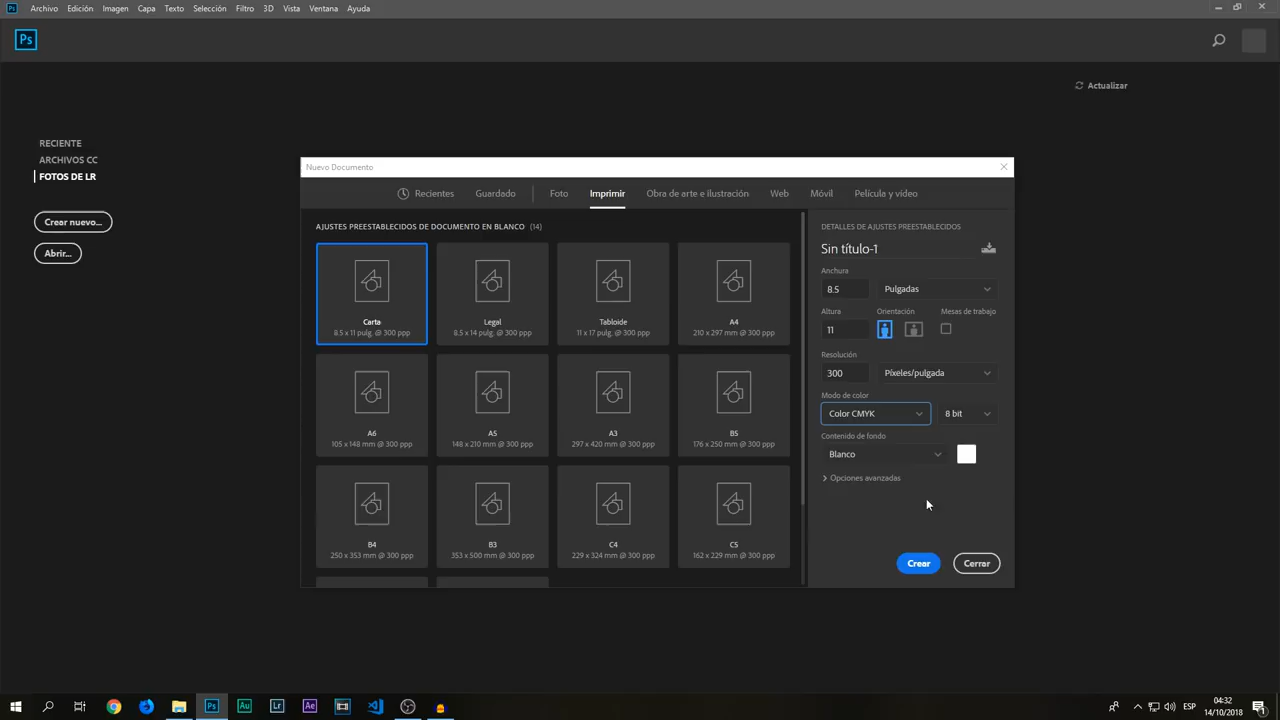 Ps Archivo Edición Imagen Capa Texto Selección Filtro 3D Vista Ventana Ayuda
Ps
Actualizar
RECIENTE
ARCHIVOS CC
FOTOS DE LR
Crear nuevo...
Abrir...
Nuevo Documento
Recientes Guardado Foto Imprimir Obra de arte e ilustración Web Móvil Película y vídeo
AJUSTES PREESTABLECIDOS DE DOCUMENTO EN BLANCO (14)
Carta
8.5 x 11 pulg. @ 300 ppp
Legal
8.5 x 14 pulg. @ 300 ppp
Tabloide
11 x 17 pulg. @ 300 ppp
A4
210 x 297 mm @ 300 ppp
A6
105 x 148 mm @ 300 ppp
A5
148 x 210 mm @ 300 ppp
A3
297 x 420 mm @ 300 ppp
B5
176 x 250 mm @ 300 ppp
B4
250 x 353 mm @ 300 ppp
B3
353 x 500 mm @ 300 ppp
C4
229 x 324 mm @ 300 ppp
C5
162 x 229 mm @ 300 ppp
DETALLES DE AJUSTES PREESTABLECIDOS
Sin título-1
Anchura
8.5 Pulgadas
Altura Orientación Mesas de trabajo
11
Resolución
300 Píxeles/pulgada
Modo de color
Color CMYK 8 bit
Contenido de fondo
Blanco
Opciones avanzadas
Crear Cerrar
Ps Au Lr Ae
ESP
04:32
14/10/2018
1